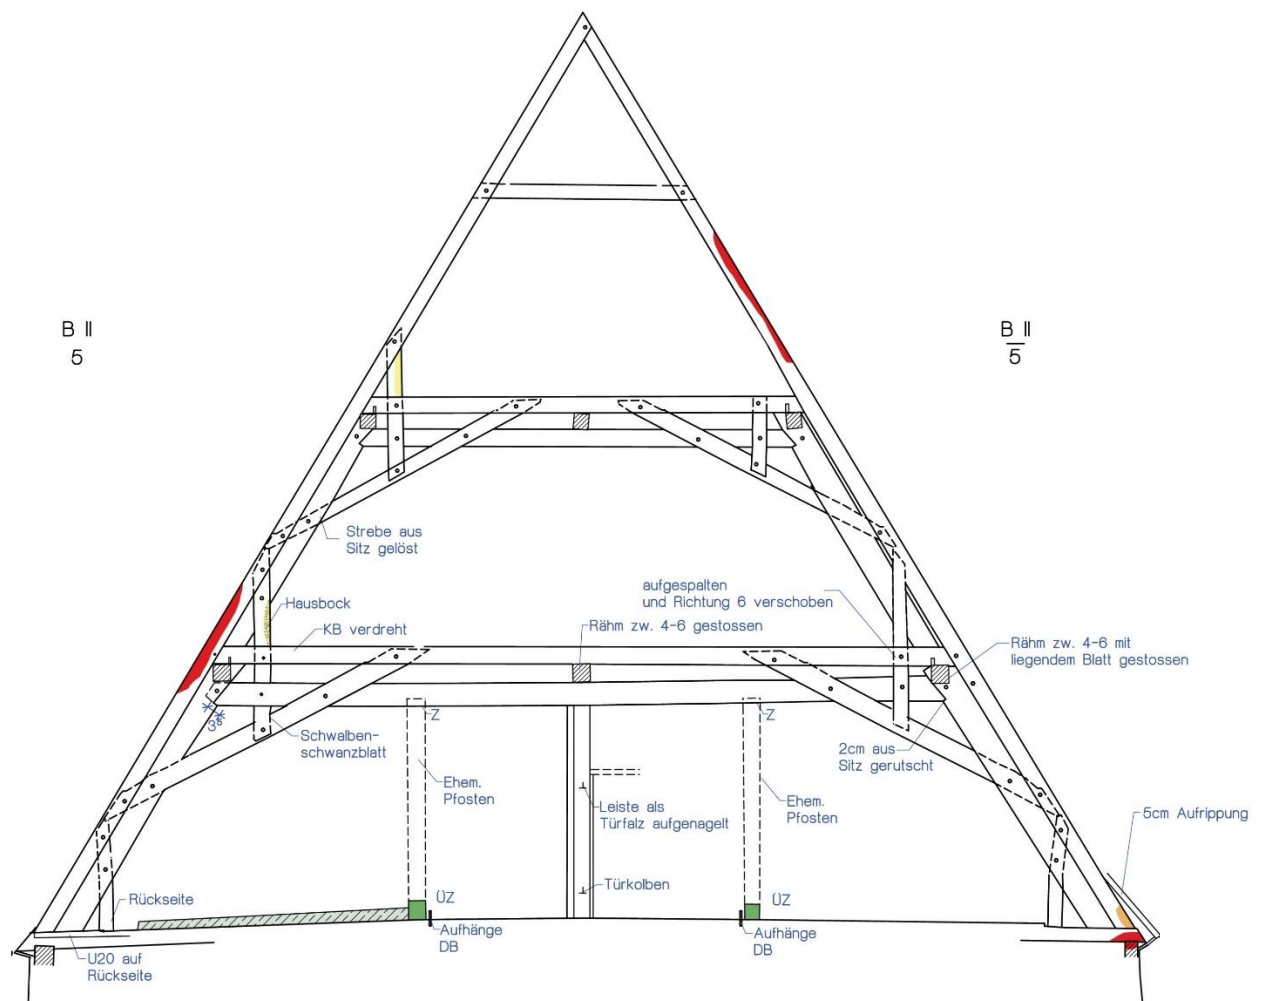 B II
5
B II
5
Strebe aus
Sitz gelöst
Hausbock
KB verdreht
aufgespalten
und Richtung 6 verschoben
Rähm zw. 4-6 gestossen
Rähm zw. 4-6 mit
liegendem Blatt gestossen
3⁸
Z
Z
Schwalben-
schwanzblatt
2cm aus
Sitz gerutscht
Ehem.
Pfosten
Leiste als
Türfalz aufgenagelt
Ehem.
Pfosten
5cm Aufrippung
Türkolben
Rückseite
ÜZ
ÜZ
Aufhänge
DB
Aufhänge
DB
U20 auf
Rückseite